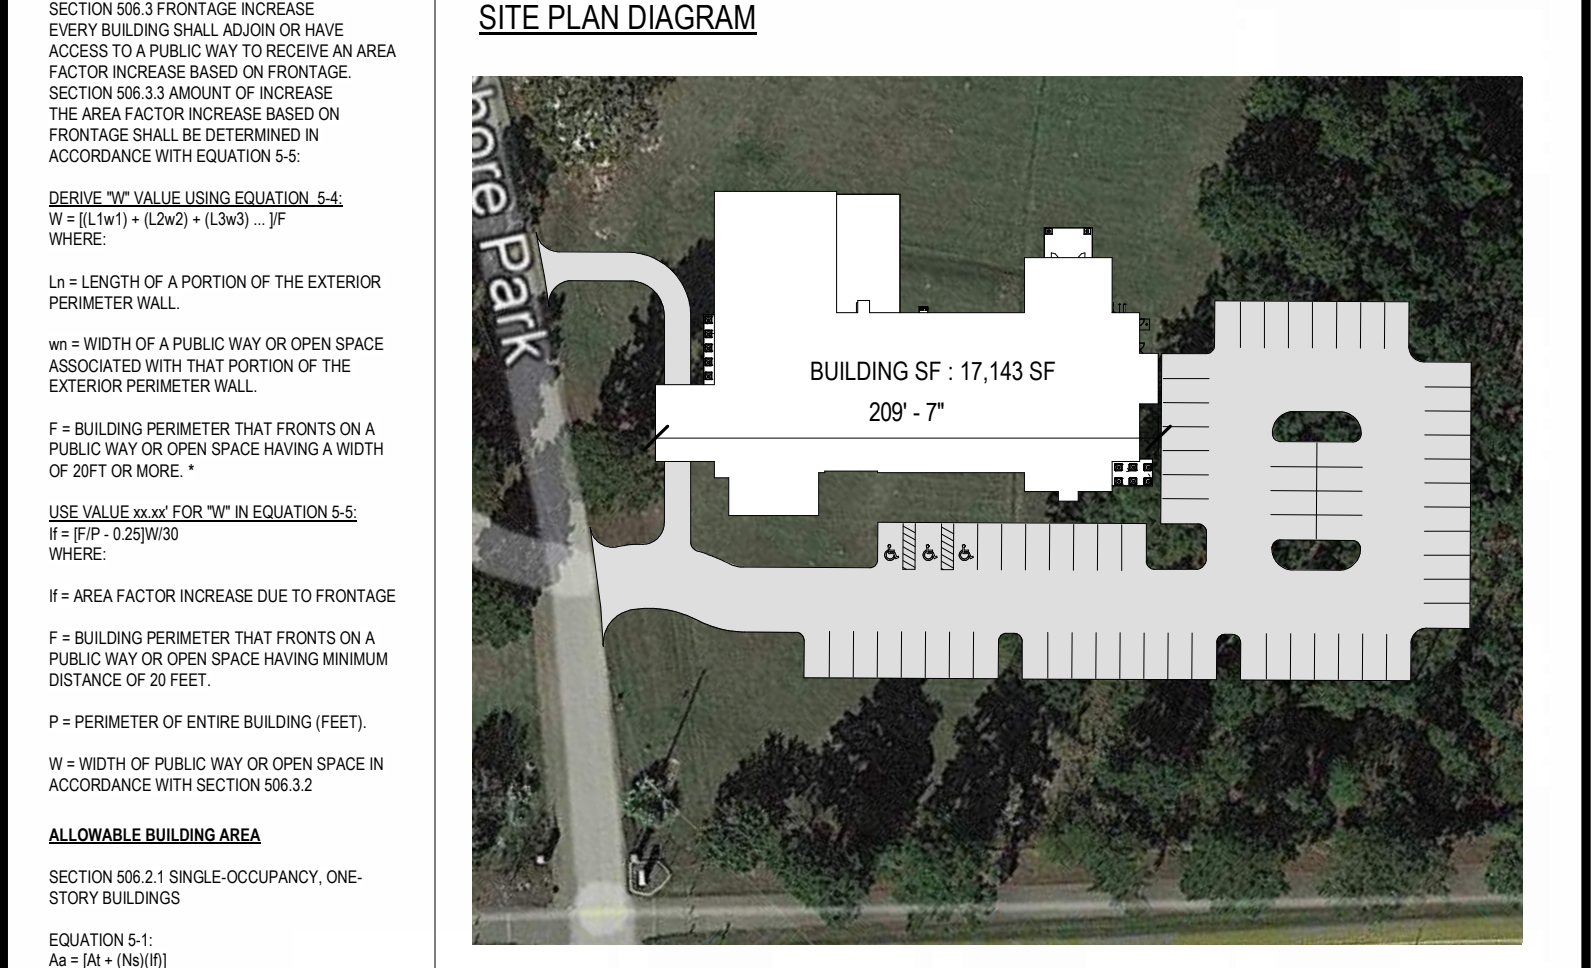 SECTION 506.3 FRONTAGE INCREASE
EVERY BUILDING SHALL ADJOIN OR HAVE
ACCESS TO A PUBLIC WAY TO RECEIVE AN AREA
FACTOR INCREASE BASED ON FRONTAGE.
SECTION 506.3.3 AMOUNT OF INCREASE
THE AREA FACTOR INCREASE BASED ON
FRONTAGE SHALL BE DETERMINED IN
ACCORDANCE WITH EQUATION 5-5:
DERIVE "W" VALUE USING EQUATION 5-4:
W = [(L1w1) + (L2w2) + (L3w3) ... ]/F
WHERE:
Ln = LENGTH OF A PORTION OF THE EXTERIOR
PERIMETER WALL.
wn = WIDTH OF A PUBLIC WAY OR OPEN SPACE
ASSOCIATED WITH THAT PORTION OF THE
EXTERIOR PERIMETER WALL.
F = BUILDING PERIMETER THAT FRONTS ON A
PUBLIC WAY OR OPEN SPACE HAVING A WIDTH
OF 20FT OR MORE. *
USE VALUE xx.xx' FOR "W" IN EQUATION 5-5:
If = [F/P - 0.25]W/30
WHERE:
If = AREA FACTOR INCREASE DUE TO FRONTAGE
F = BUILDING PERIMETER THAT FRONTS ON A
PUBLIC WAY OR OPEN SPACE HAVING MINIMUM
DISTANCE OF 20 FEET.
P = PERIMETER OF ENTIRE BUILDING (FEET).
W = WIDTH OF PUBLIC WAY OR OPEN SPACE IN
ACCORDANCE WITH SECTION 506.3.2
ALLOWABLE BUILDING AREA
SECTION 506.2.1 SINGLE-OCCUPANCY, ONE-
STORY BUILDINGS
EQUATION 5-1:
Aa = [At + (Ns)(If)]
SITE PLAN DIAGRAM
Park
BUILDING SF : 17,143 SF
209' - 7"